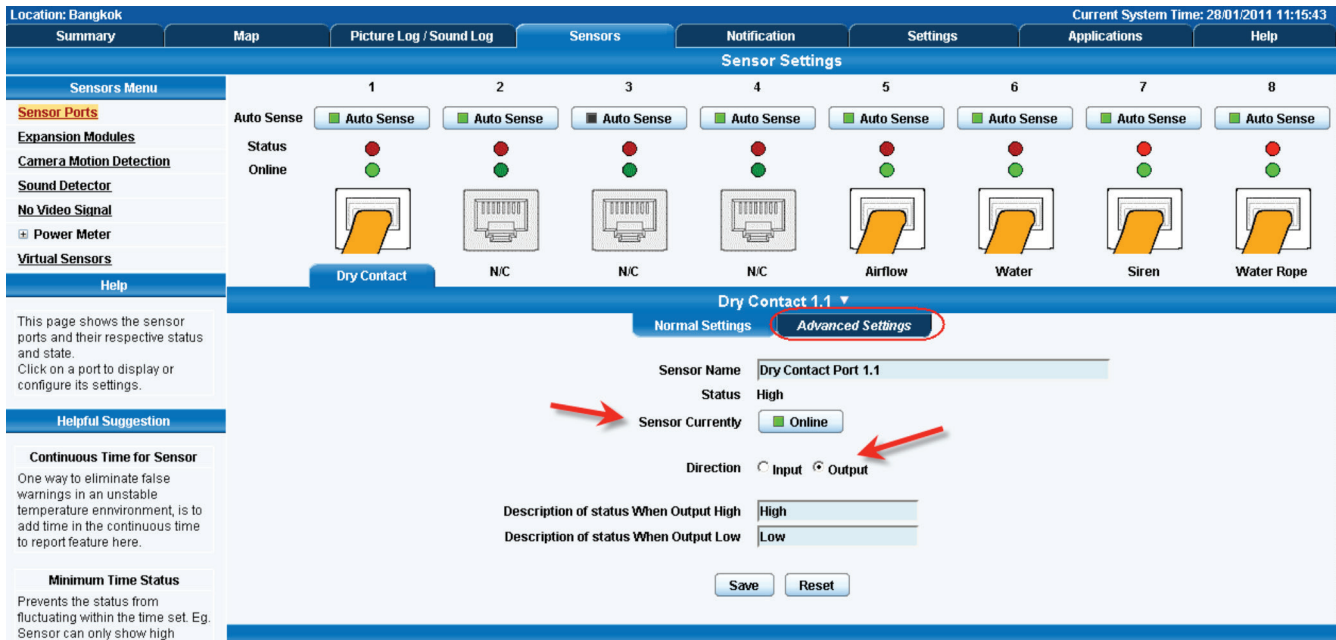 Location: Bangkok Current System Time: 28/01/2011 11:15:43
Summary Map Picture Log / Sound Log Sensors Notification Settings Applications Help
Sensor Settings
Sensors Menu
Sensor Ports
Expansion Modules
Camera Motion Detection
Sound Detector
No Video Signal
Power Meter
Virtual Sensors
Help
This page shows the sensor
ports and their respective status
and state.
Click on a port to display or
configure its settings.
Helpful Suggestion
Continuous Time for Sensor
One way to eliminate false
warnings in an unstable
temperature ennvironment, is to
add time in the continuous time
to report feature here.
Minimum Time Status
Prevents the status from
fluctuating within the time set. Eg.
Sensor can only show high
1 2 3 4 5 6 7 8
Auto Sense Auto Sense Auto Sense Auto Sense Auto Sense Auto Sense Auto Sense Auto Sense Auto Sense
Status
Online
Dry Contact N/C N/C N/C Airflow Water Siren Water Rope
Dry Contact 1.1
Normal Settings Advanced Settings
Sensor Name Dry Contact Port 1.1
Status High
Sensor Currently Online
Direction Input Output
Description of status When Output High High
Description of status When Output Low Low
Save Reset